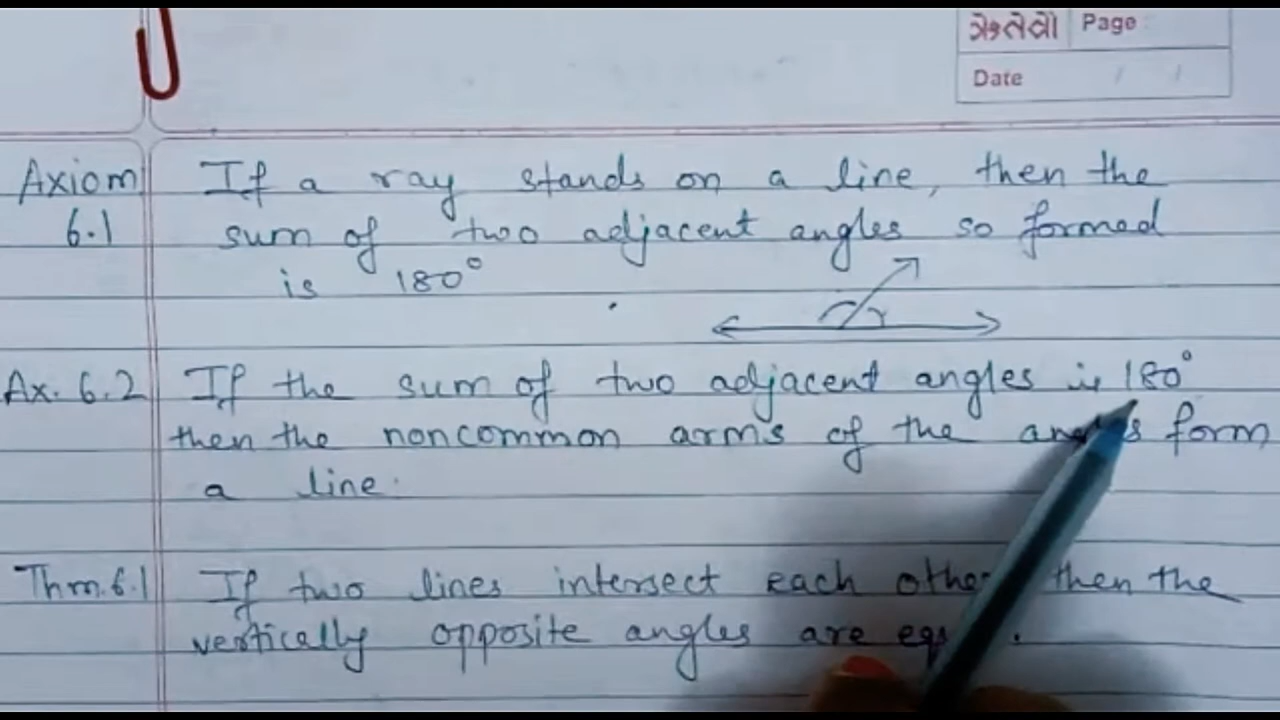 Page
Date / /
Axiom 6.1 If a ray stands on a line, then the
sum of two adjacent angles so formed
is 180°
Ax. 6.2 If the sum of two adjacent angles is 180°
then the noncommon arms of the form
a line.
Thm. 6.1 If two lines intersect each other then the
vertically opposite angles are